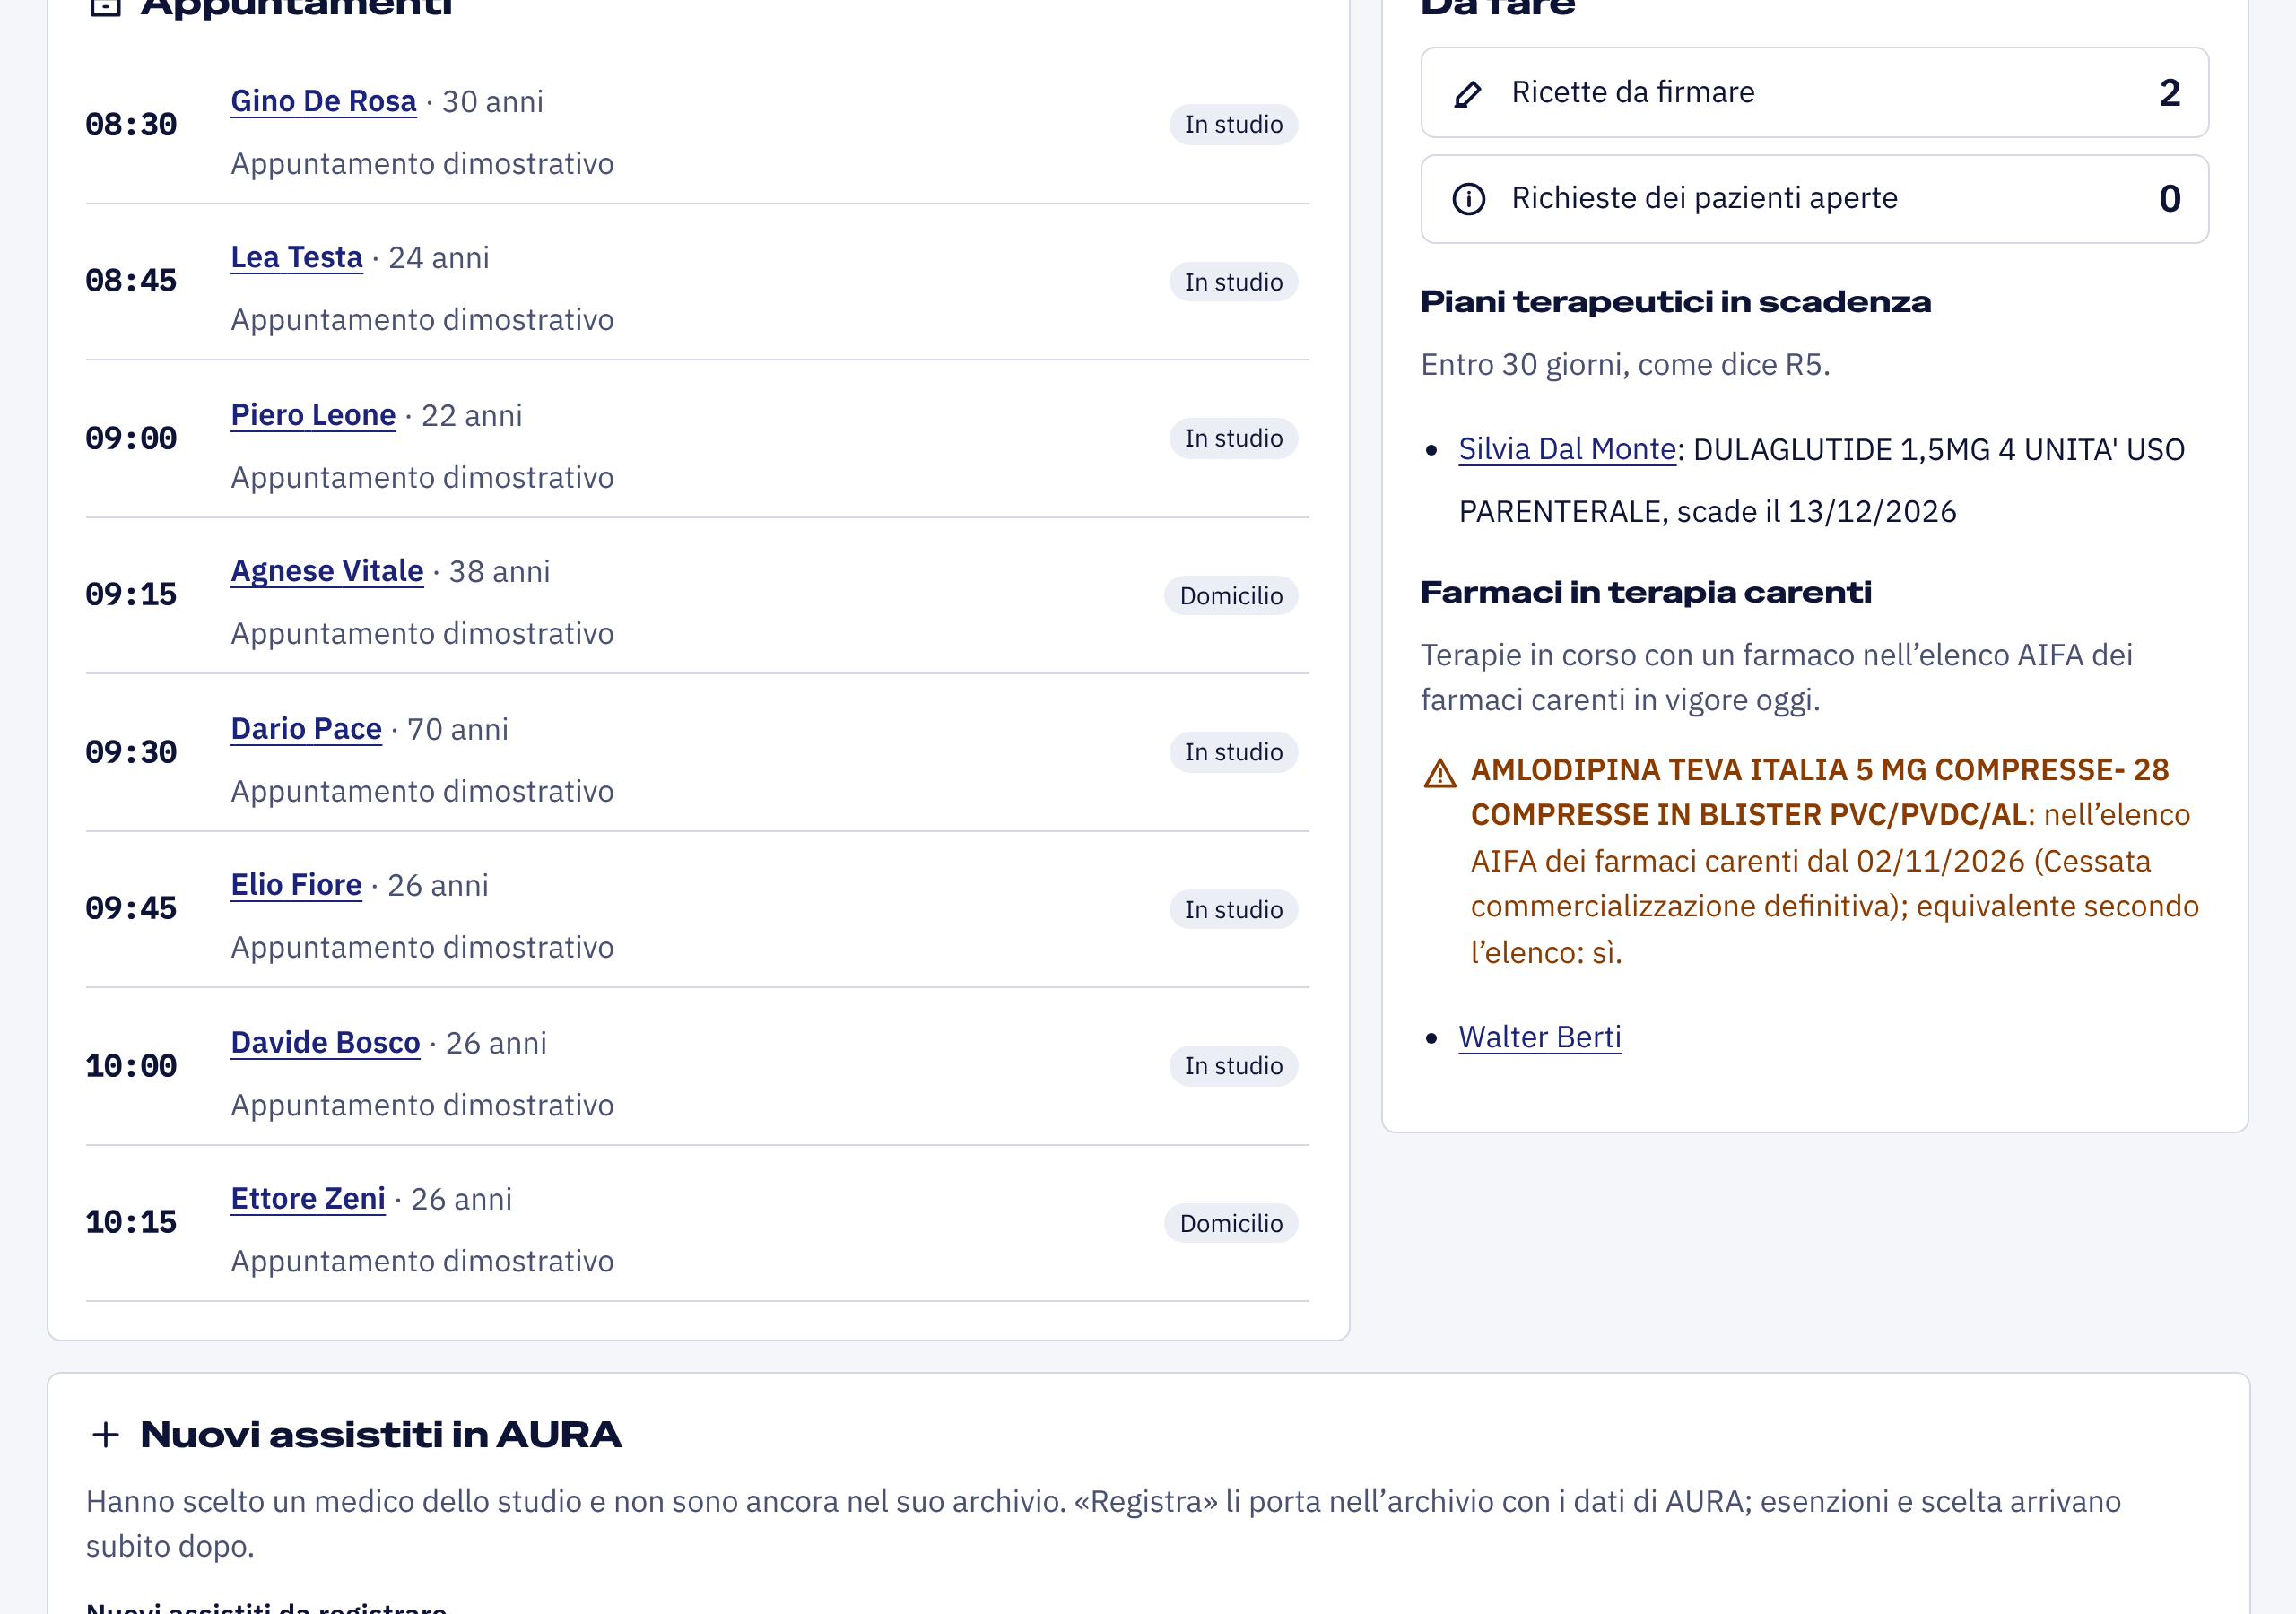 Appuntamenti
08:30
Gino De Rosa · 30 anni
Appuntamento dimostrativo
In studio
08:45
Lea Testa · 24 anni
Appuntamento dimostrativo
In studio
09:00
Piero Leone · 22 anni
Appuntamento dimostrativo
In studio
09:15
Agnese Vitale · 38 anni
Appuntamento dimostrativo
Domicilio
09:30
Dario Pace · 70 anni
Appuntamento dimostrativo
In studio
09:45
Elio Fiore · 26 anni
Appuntamento dimostrativo
In studio
10:00
Davide Bosco · 26 anni
Appuntamento dimostrativo
In studio
10:15
Ettore Zeni · 26 anni
Appuntamento dimostrativo
Domicilio
Da fare
Ricette da firmare 2
Richieste dei pazienti aperte 0
Piani terapeutici in scadenza
Entro 30 giorni, come dice R5.
• Silvia Dal Monte: DULAGLUTIDE 1,5MG 4 UNITA' USO
PARENTERALE, scade il 13/12/2026
Farmaci in terapia carenti
Terapie in corso con un farmaco nell’elenco AIFA dei
farmaci carenti in vigore oggi.
AMLODIPINA TEVA ITALIA 5 MG COMPRESSE- 28
COMPRESSE IN BLISTER PVC/PVDC/AL: nell’elenco
AIFA dei farmaci carenti dal 02/11/2026 (Cessata
commercializzazione definitiva); equivalente secondo
l’elenco: sì.
• Walter Berti
Nuovi assistiti in AURA
Hanno scelto un medico dello studio e non sono ancora nel suo archivio. «Registra» li porta nell’archivio con i dati di AURA; esenzioni e scelta arrivano
subito dopo.
Nuovi assistiti da registrare